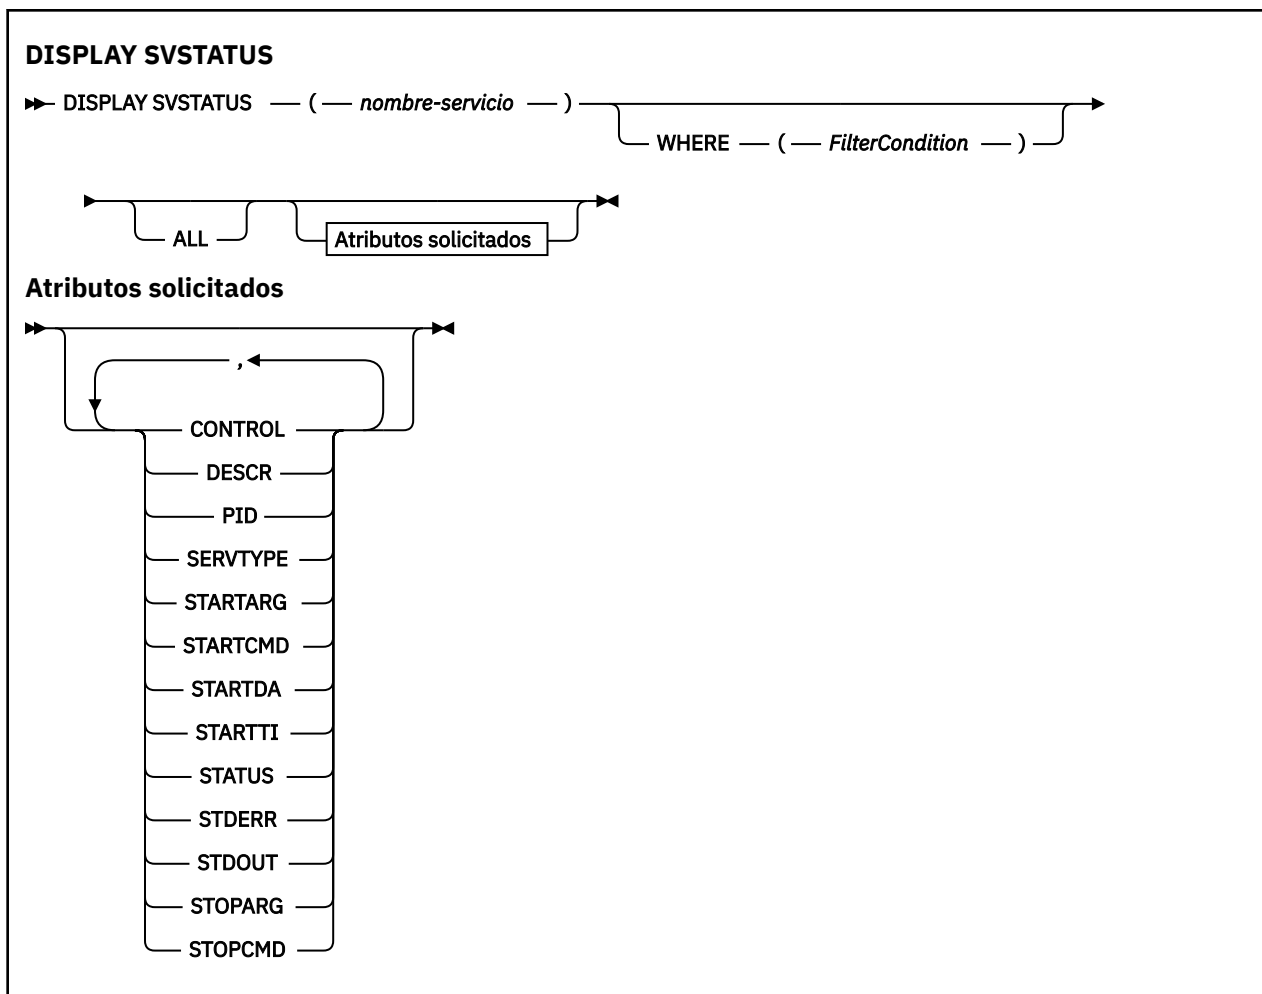 DISPLAY SVSTATUS
DISPLAY SVSTATUS ( nombre-servicio )
WHERE ( FilterCondition )
ALL
Atributos solicitados
Atributos solicitados
,
CONTROL
DESCR
PID
SERVTYPE
STARTARG
STARTCMD
STARTDA
STARTTI
STATUS
STDERR
STDOUT
STOPARG
STOPCMD